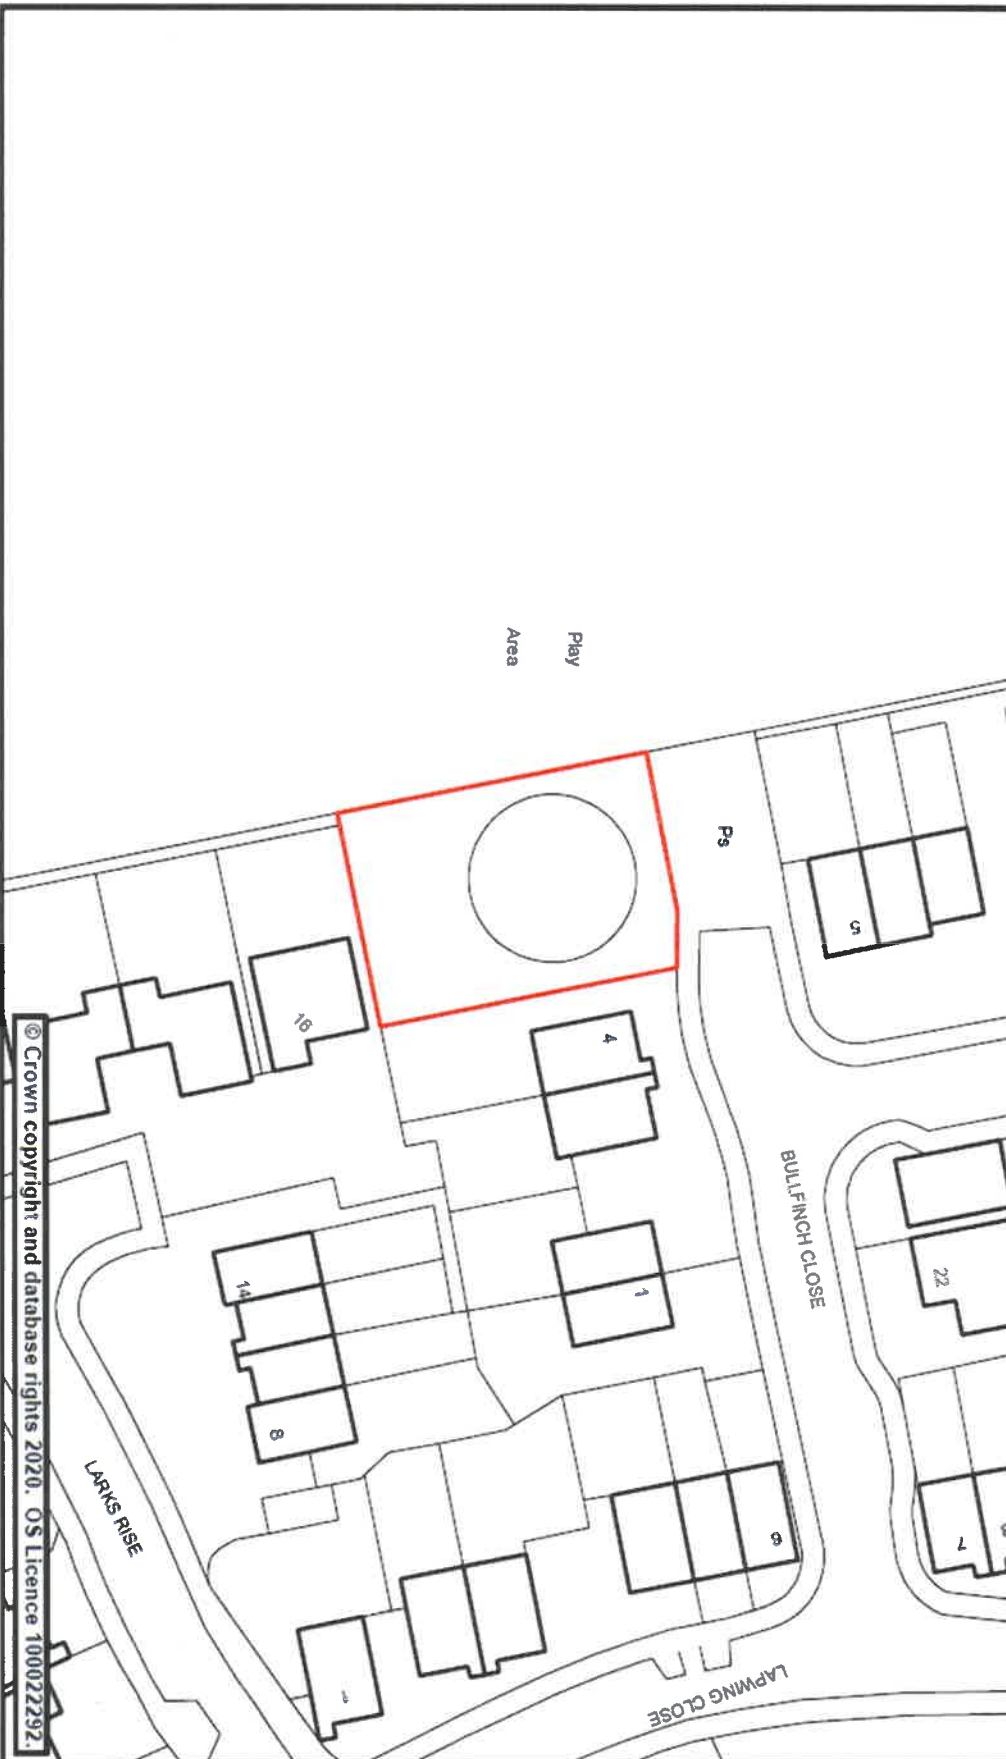 Play
Area
Ps
5
4
16
BULLFINCH CLOSE
22
1
14
8
LARKS RISE
6
7
1
LAPWING CLOSE
© Crown copyright and database rights 2020. OS Licence 100022292.